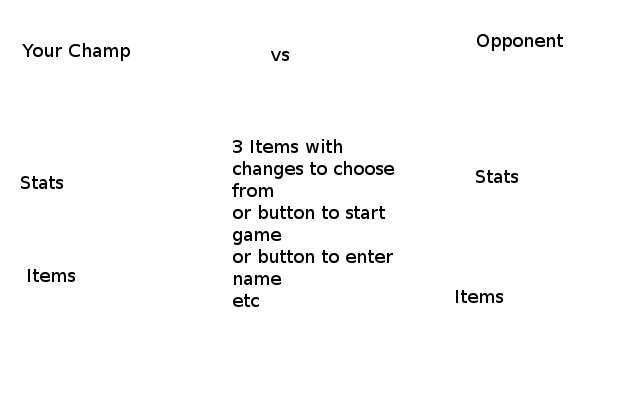 Your Champ
vs
Opponent
Stats
3 Items with
changes to choose
from
or button to start
game
or button to enter
name
etc
Stats
Items
Items